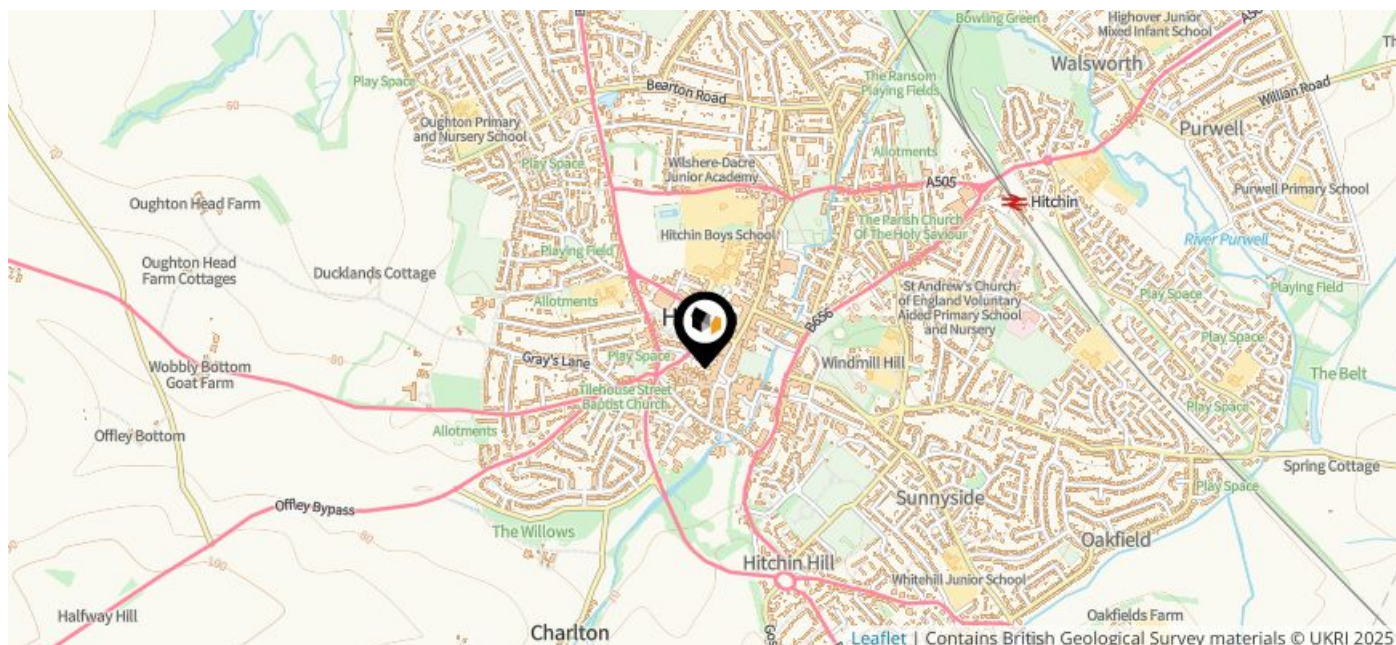 Bowling Green
Highover Junior
Mixed Infant School
Walsworth
Play Space
Bearton Road
The Ransom
Playing Fields
Willian Road
Purwell
60
Oughton Primary
and Nursery School
Play Space
Allotments
Wilshere-Dacre
Junior Academy
A505
Purwell Primary School
Oughton Head Farm
Hitchin
60
Hitchin Boys School
The Parish Church
Of The Holy Saviour
River Purwell
Playing Field
Oughton Head
Farm Cottages
Ducklands Cottage
St Andrew's Church
of England Voluntary
Aided Primary School
and Nursery
Playing Field
Play Space
Allotments
B656
Play Space
Gray's Lane
Play Space
Windmill Hill
80
Wobbly Bottom
Goat Farm
The Belt
Tilehouse Street
Baptist Church
Play Space
Allotments
Offley Bottom
Spring Cottage
Play Space
Sunnyside
Offley Bypass
The Willows
Oakfield
80
100
Hitchin Hill
Whitehill Junior School
Halfway Hill
Oakfields Farm
Charlton
Leaflet | Contains British Geological Survey materials © UKRI 2025